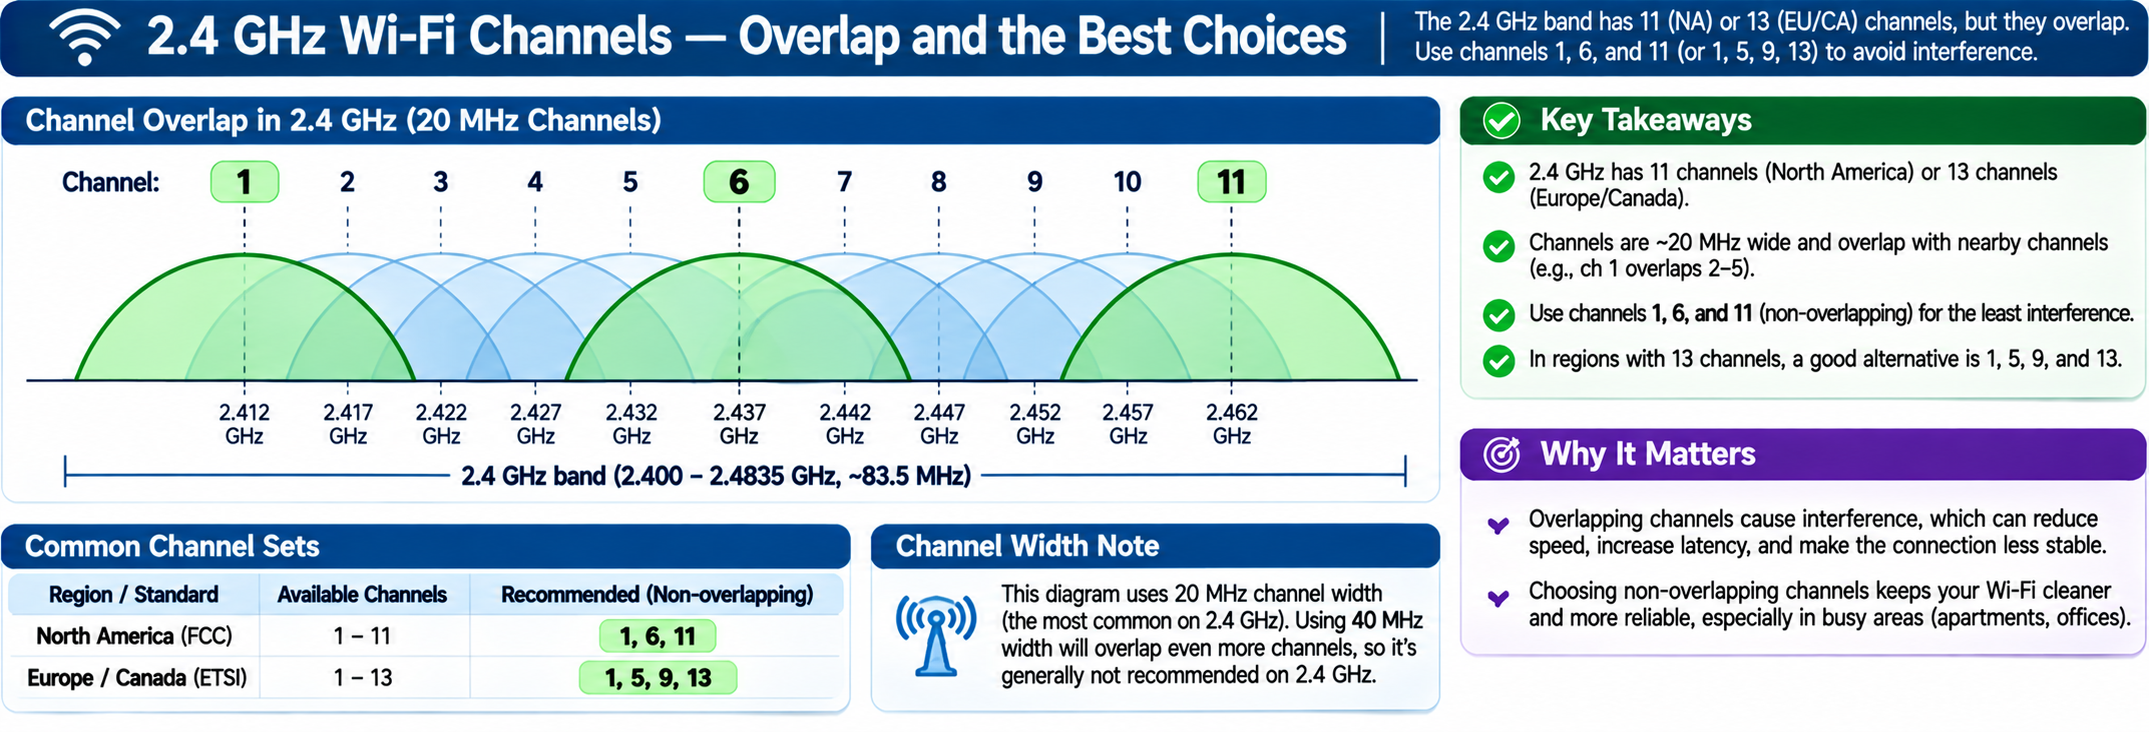 2.4 GHz Wi-Fi Channels — Overlap and the Best Choices
The 2.4 GHz band has 11 (NA) or 13 (EU/CA) channels, but they overlap.
Use channels 1, 6, and 11 (or 1, 5, 9, 13) to avoid interference.
Channel Overlap in 2.4 GHz (20 MHz Channels)
Channel: 1 2 3 4 5 6 7 8 9 10 11
2.412 2.417 2.422 2.427 2.432 2.437 2.442 2.447 2.452 2.457 2.462
GHz GHz GHz GHz GHz GHz GHz GHz GHz GHz GHz
2.4 GHz band (2.400 – 2.4835 GHz, ~83.5 MHz)
Key Takeaways
2.4 GHz has 11 channels (North America) or 13 channels
(Europe/Canada).
Channels are ~20 MHz wide and overlap with nearby channels
(e.g., ch 1 overlaps 2–5).
Use channels 1, 6, and 11 (non-overlapping) for the least interference.
In regions with 13 channels, a good alternative is 1, 5, 9, and 13.
Why It Matters
Overlapping channels cause interference, which can reduce
speed, increase latency, and make the connection less stable.
Choosing non-overlapping channels keeps your Wi-Fi cleaner
and more reliable, especially in busy areas (apartments, offices).
Common Channel Sets
Region / Standard Available Channels Recommended (Non-overlapping)
North America (FCC) 1 – 11 1, 6, 11
Europe / Canada (ETSI) 1 – 13 1, 5, 9, 13
Channel Width Note
This diagram uses 20 MHz channel width
(the most common on 2.4 GHz). Using 40 MHz
width will overlap even more channels, so it's
generally not recommended on 2.4 GHz.